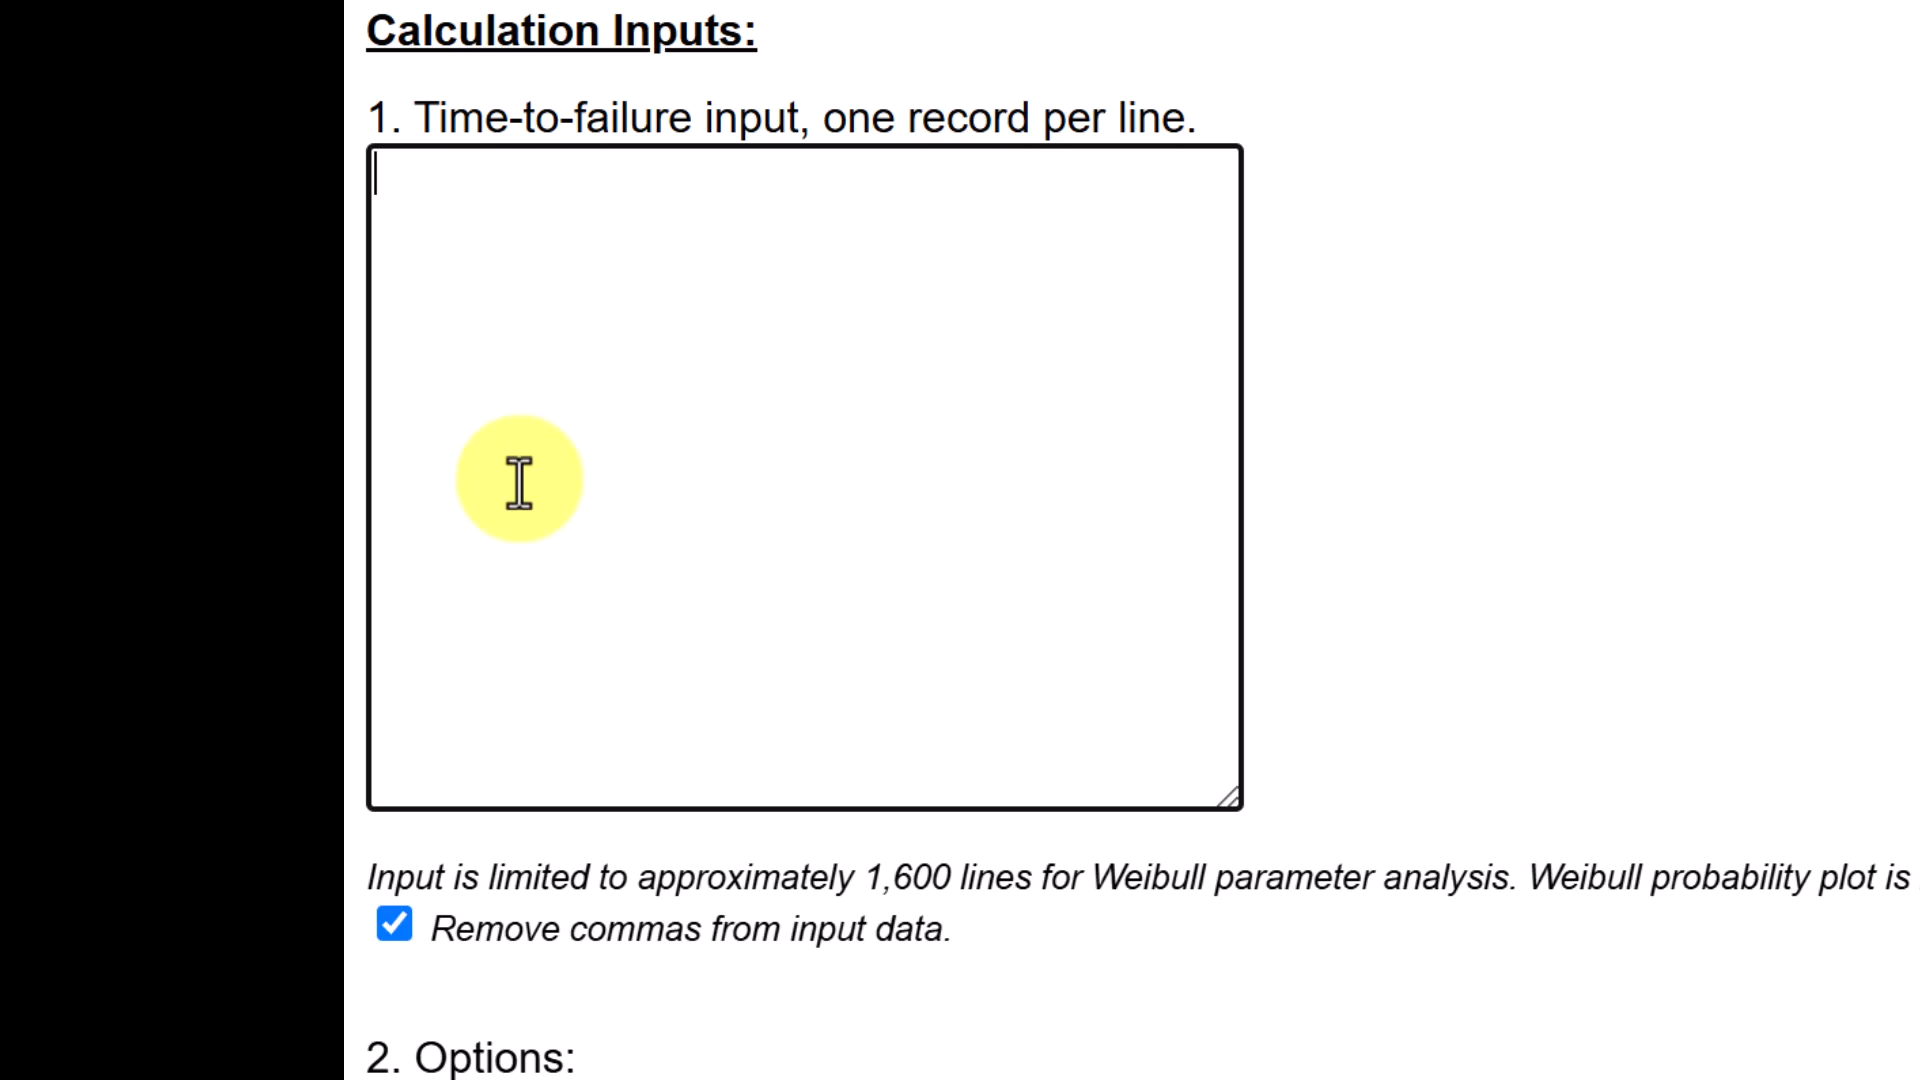 Calculation Inputs:
1. Time-to-failure input, one record per line.
Input is limited to approximately 1,600 lines for Weibull parameter analysis. Weibull probability plot is
Remove commas from input data.
2. Options: